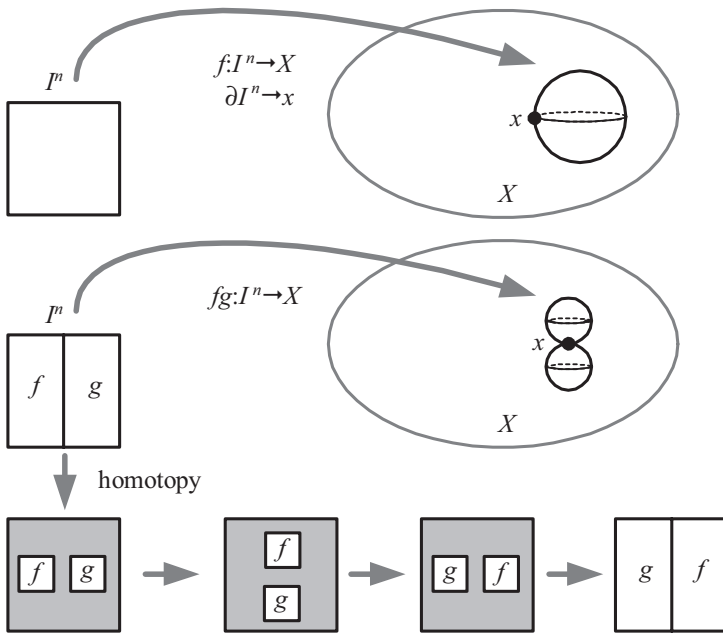 Iⁿ
f:Iⁿ→X
∂Iⁿ→x
x
X
Iⁿ
fg:Iⁿ→X
x
f g
X
homotopy
f g
f
g
g f
g f